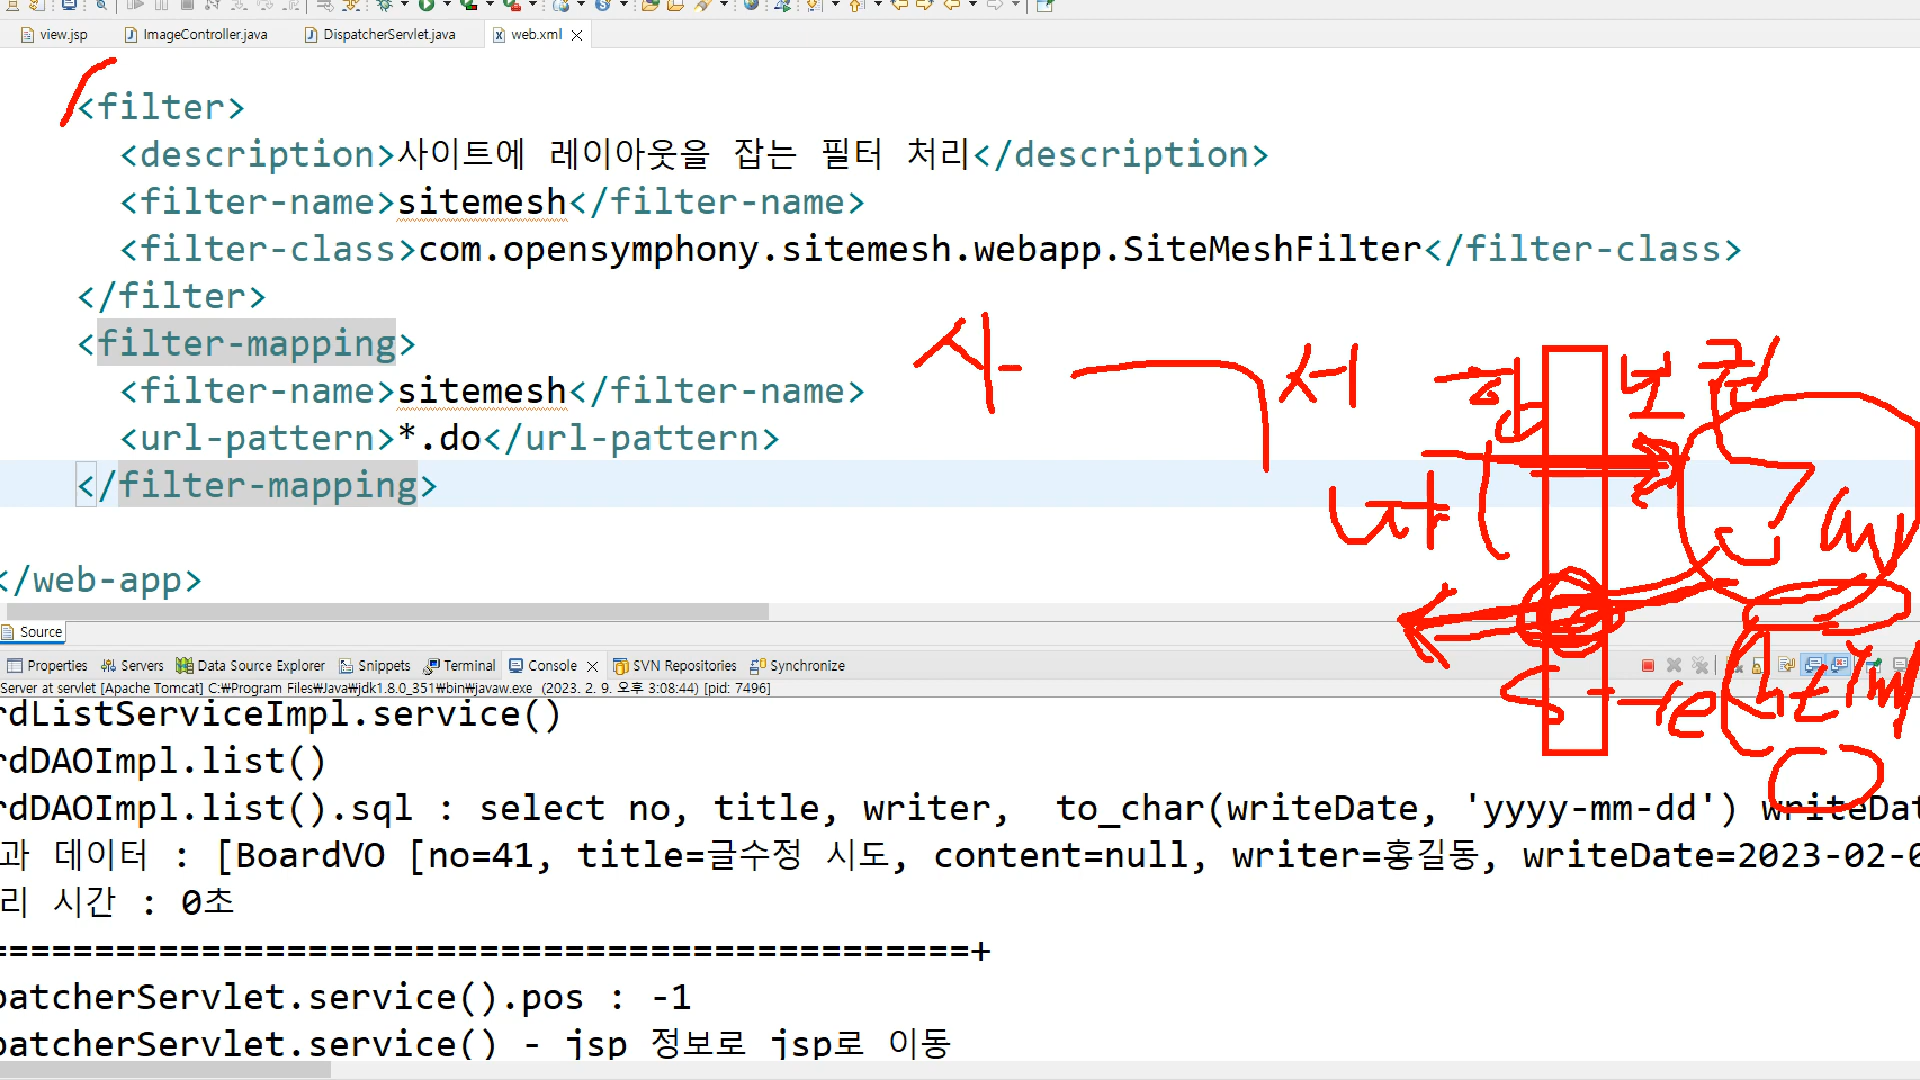 view.jsp ImageController.java DispatcherServlet.java web.xml
<filter>
<description>사이트에 레이아웃을 잡는 필터 처리</description>
<filter-name>sitemesh</filter-name>
<filter-class>com.opensymphony.sitemesh.webapp.SiteMeshFilter</filter-class>
</filter>
<filter-mapping>
<filter-name>sitemesh</filter-name>
<url-pattern>*.do</url-pattern>
</filter-mapping>
</web-app>
Source
Properties Servers Data Source Explorer Snippets Terminal Console SVN Repositories Synchronize
Server at servlet [Apache Tomcat] C:₩Program Files₩Java₩jdk1.8.0_351₩bin₩javaw.exe (2023. 2. 9. 오후 3:08:44) [pid: 7496]
rdListServiceImpl.service()
rdDAOImpl.list()
rdDAOImpl.list().sql : select no, title, writer, to_char(writeDate, 'yyyy-mm-dd') writeDat
과 데이터 : [BoardVO [no=41, title=글수정 시도, content=null, writer=홍길동, writeDate=2023-02-0
리 시간 : 0초
==============================================+
patcherServlet.service().pos : -1
patcherServlet.service() - jsp 정보로 jsp로 이동